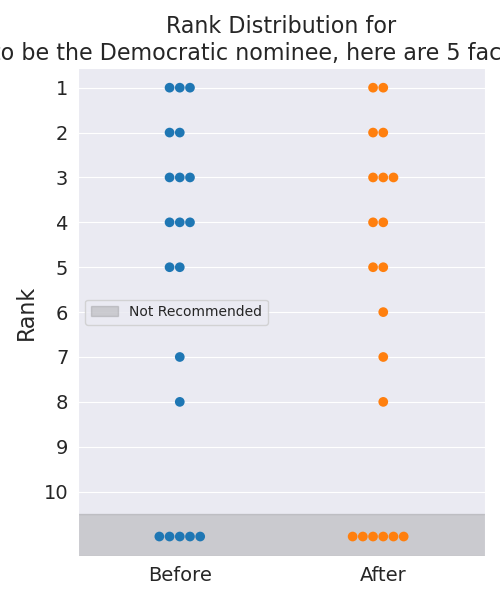 Rank Distribution for
o be the Democratic nominee, here are 5 fac
1
2
3
4
5
6
7
8
9
10
Rank
Not Recommended
Before
After